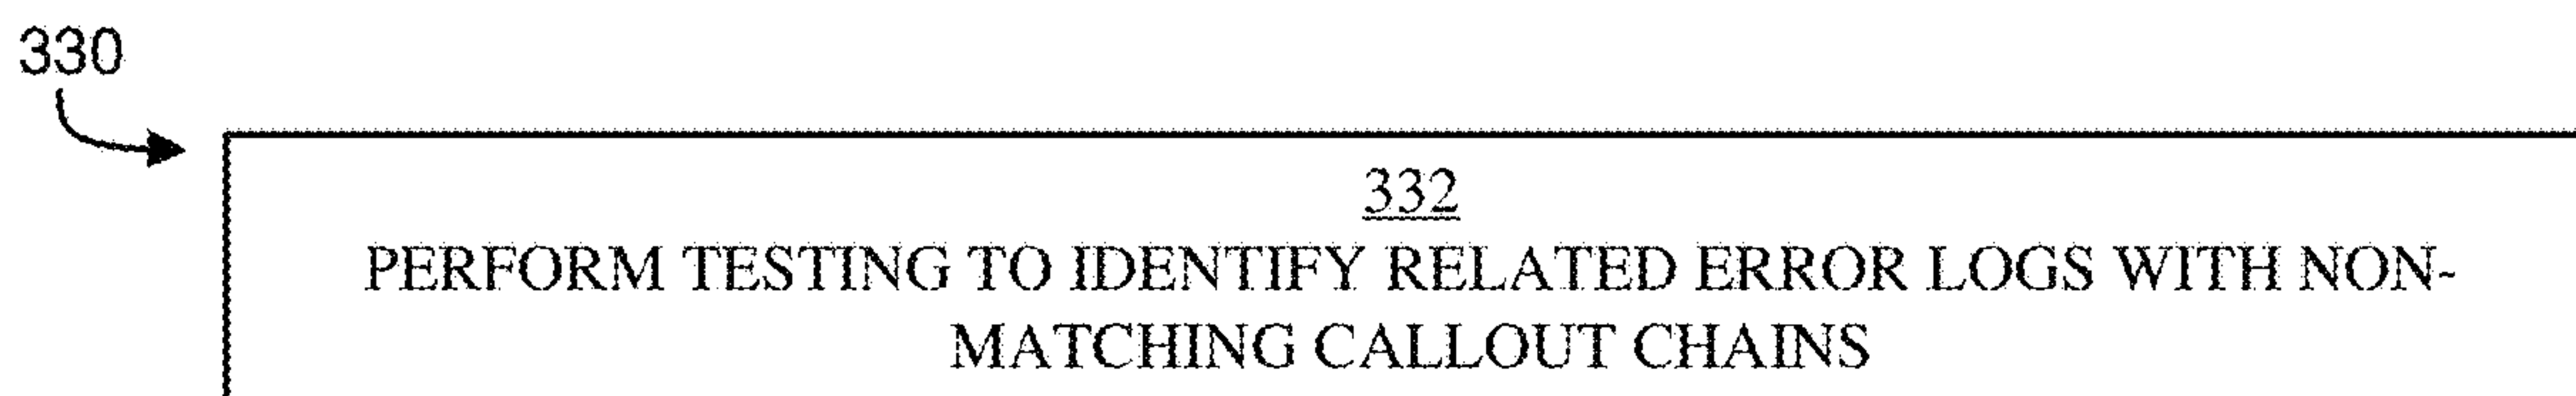 330
332
PERFORM TESTING TO IDENTIFY RELATED ERROR LOGS WITH NON-
MATCHING CALLOUT CHAINS